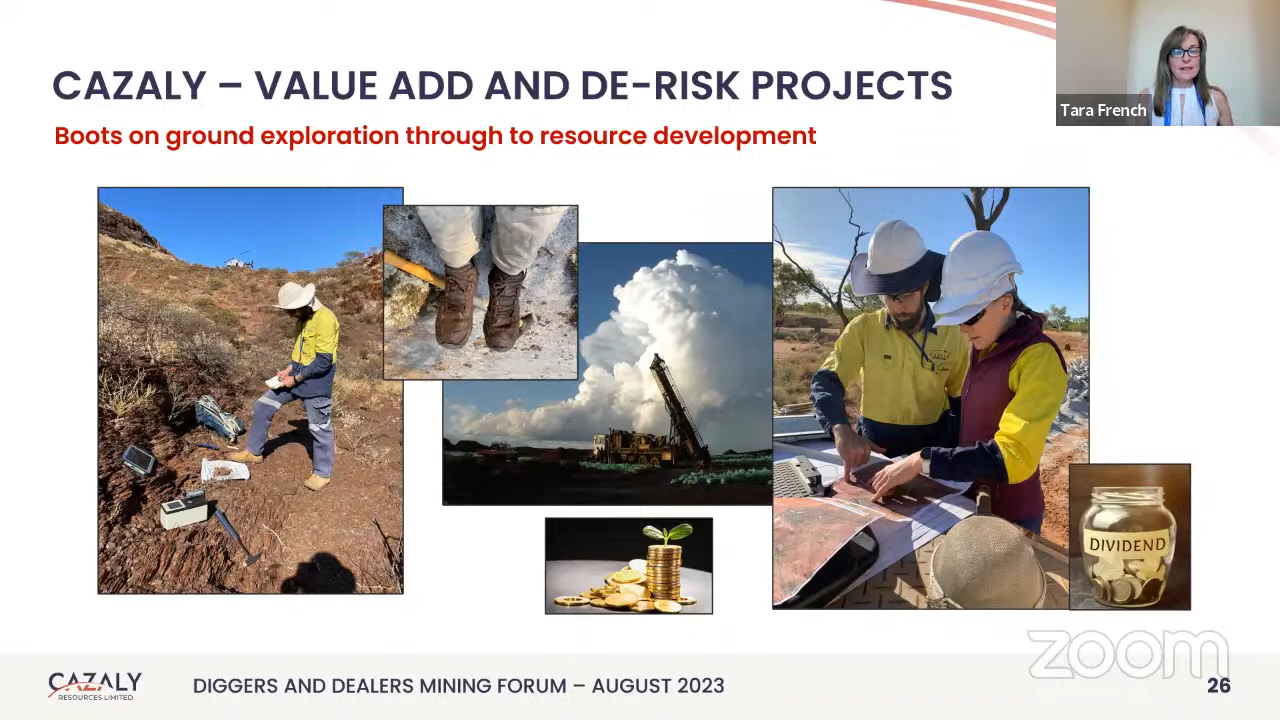 CAZALY – VALUE ADD AND DE-RISK PROJECTS
Boots on ground exploration through to resource development
Tara French
DIVIDEND
zoom
CAZALY
RESOURCES LIMITED
DIGGERS AND DEALERS MINING FORUM – AUGUST 2023
26